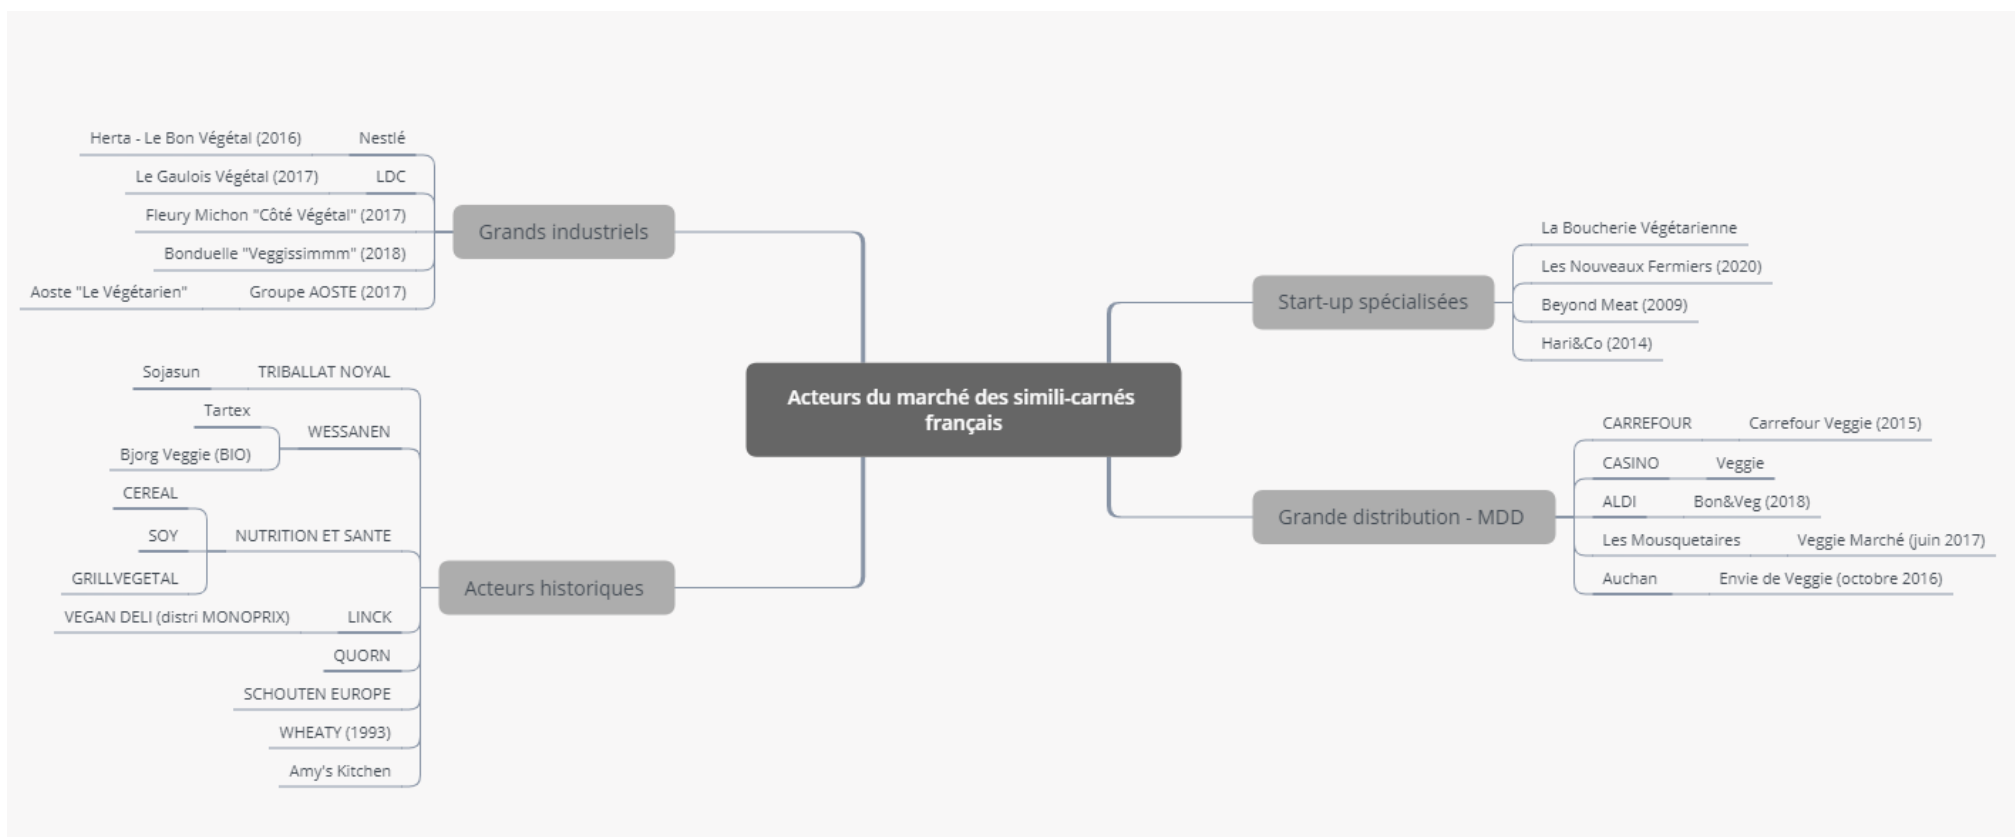 Acteurs du marché des simili-carnés
français
Grands industriels
Herta - Le Bon Végétal (2016) Nestlé
Le Gaulois Végétal (2017) LDC
Fleury Michon "Côté Végétal" (2017)
Bonduelle "Veggissimmm" (2018)
Aoste "Le Végétarien" Groupe AOSTE (2017)
Acteurs historiques
Sojasun TRIBALLAT NOYAL
Tartex
WESSANEN
Bjorg Veggie (BIO)
CEREAL
SOY NUTRITION ET SANTE
GRILLVEGETAL
VEGAN DELI (distri MONOPRIX) LINCK
QUORN
SCHOUTEN EUROPE
WHEATY (1993)
Amy's Kitchen
Start-up spécialisées
La Boucherie Végétarienne
Les Nouveaux Fermiers (2020)
Beyond Meat (2009)
Hari&Co (2014)
Grande distribution - MDD
CARREFOUR Carrefour Veggie (2015)
CASINO Veggie
ALDI Bon&Veg (2018)
Les Mousquetaires Veggie Marché (juin 2017)
Auchan Envie de Veggie (octobre 2016)